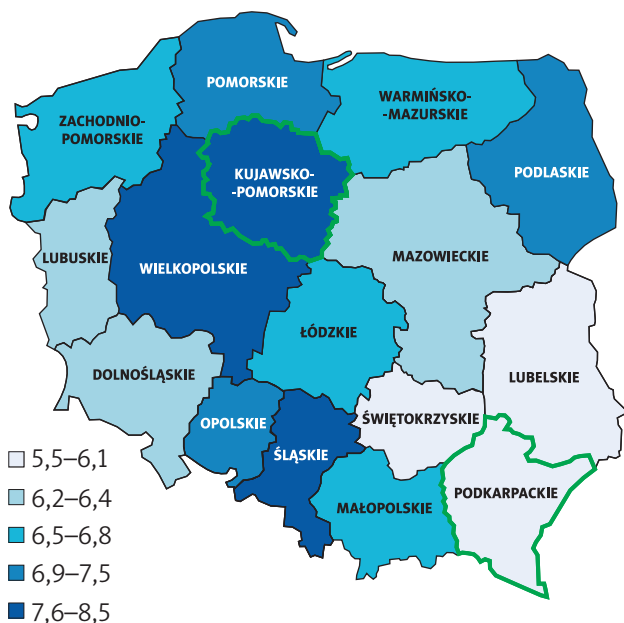 POMORSKIE
ZACHODNIO-
-POMORSKIE
WARMIŃSKO-
-MAZURSKIE
KUJAWSKO-
-POMORSKIE
PODLASKIE
LUBUSKIE
WIELKOPOLSKIE
MAZOWIECKIE
ŁÓDZKIE
DOLNOŚLĄSKIE
LUBELSKIE
OPOLSKIE
ŚWIĘTOKRZYSKIE
ŚLĄSKIE
MAŁOPOLSKIE
PODKARPACKIE
5,5–6,1
6,2–6,4
6,5–6,8
6,9–7,5
7,6–8,5